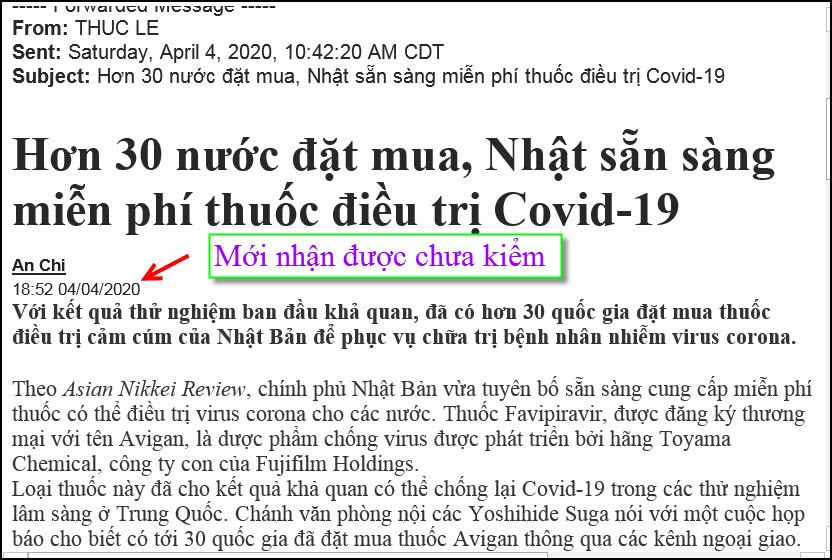 ----- Forwarded Message -----
From: THUC LE
Sent: Saturday, April 4, 2020, 10:42:20 AM CDT
Subject: Hơn 30 nước đặt mua, Nhật sẵn sàng miễn phí thuốc điều trị Covid-19
Hơn 30 nước đặt mua, Nhật sẵn sàng
miễn phí thuốc điều trị Covid-19
An Chi
Mới nhận được chưa kiểm
18:52 04/04/2020
Với kết quả thử nghiệm ban đầu khả quan, đã có hơn 30 quốc gia đặt mua thuốc
điều trị cảm cúm của Nhật Bản để phục vụ chữa trị bệnh nhân nhiễm virus corona.
Theo Asian Nikkei Review, chính phủ Nhật Bản vừa tuyên bố sẵn sàng cung cấp miễn phí
thuốc có thể điều trị virus corona cho các nước. Thuốc Favipiravir, được đăng ký thương
mại với tên Avigan, là dược phẩm chống virus được phát triển bởi hãng Toyama
Chemical, công ty con của Fujifilm Holdings.
Loại thuốc này đã cho kết quả khả quan có thể chống lại Covid-19 trong các thử nghiệm
lâm sàng ở Trung Quốc. Chánh văn phòng nội các Yoshihide Suga nói với một cuộc họp
báo cho biết có tới 30 quốc gia đã đặt mua thuốc Avigan thông qua các kênh ngoại giao.